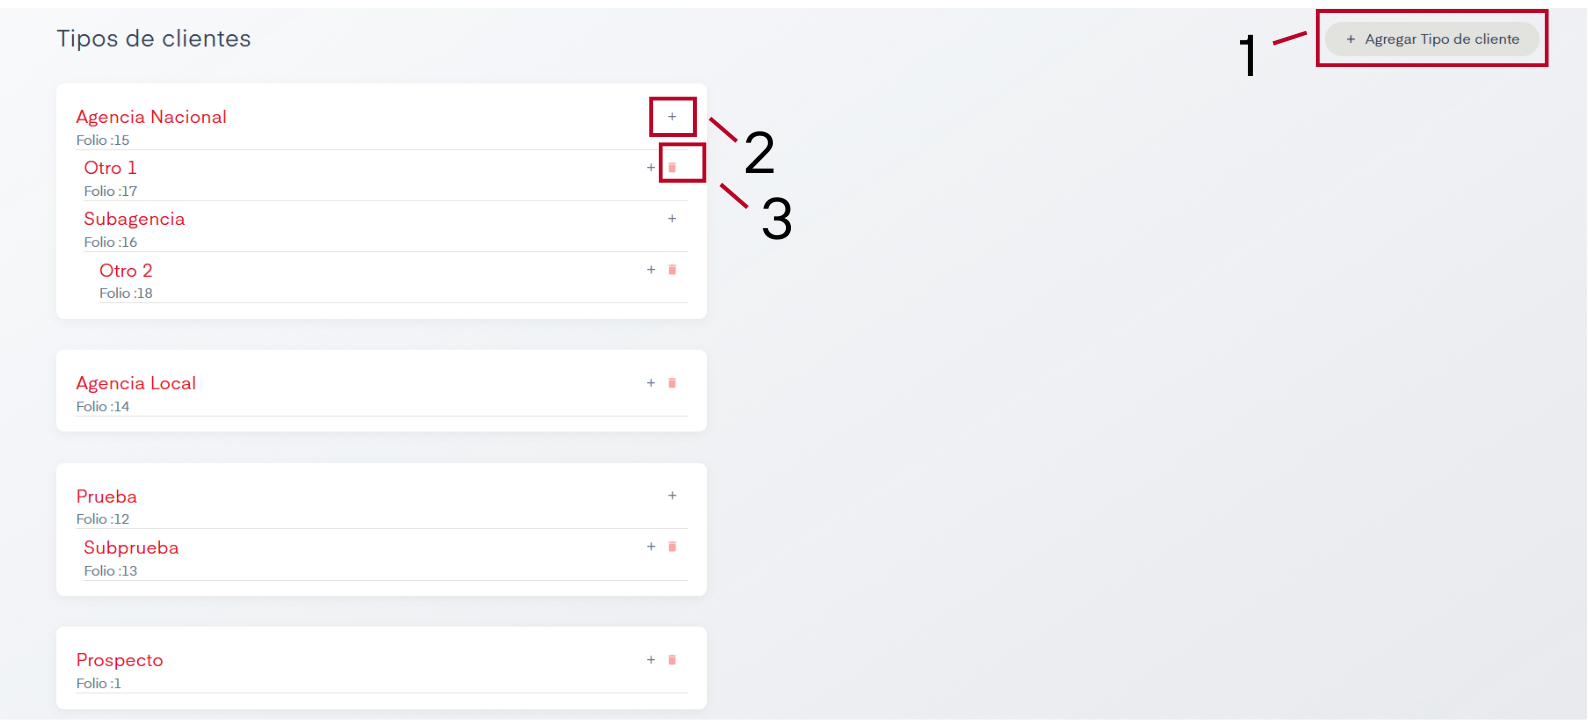 Tipos de clientes
+ Agregar Tipo de cliente
1
Agencia Nacional
+
Folio :15
2
Otro 1
+
Folio :17
3
Subagencia
+
Folio :16
Otro 2
+
Folio :18
Agencia Local
+
Folio :14
Prueba
+
Folio :12
Subprueba
+
Folio :13
Prospecto
+
Folio :1